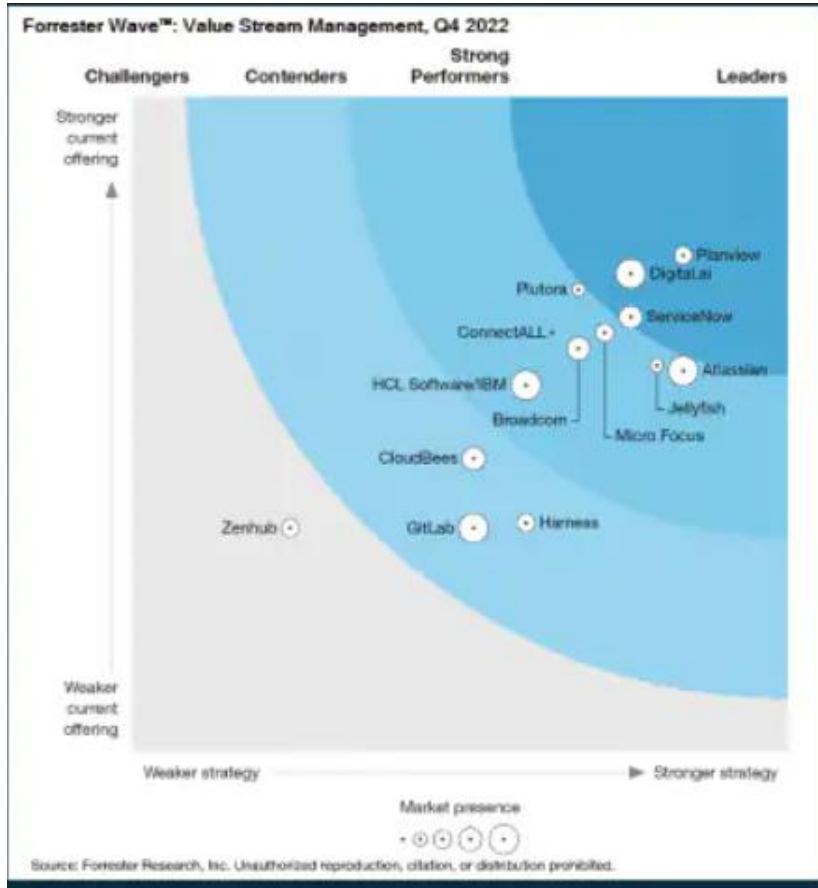 Forrester Wave™: Value Stream Management, Q4 2022
Challengers
Contenders
Strong
Performers
Leaders
Stronger
current
offering
Planview
Digital.ai
Plutora
ServiceNow
ConnectALL
Atlassian
HCL Software/IBM
Jellyfish
Broadcom
Micro Focus
CloudBees
Zenhub
GitLab
Harness
Weaker
current
offering
Weaker strategy
Stronger strategy
Market presence
Source: Forrester Research, Inc. Unauthorized reproduction, citation, or distribution prohibited.